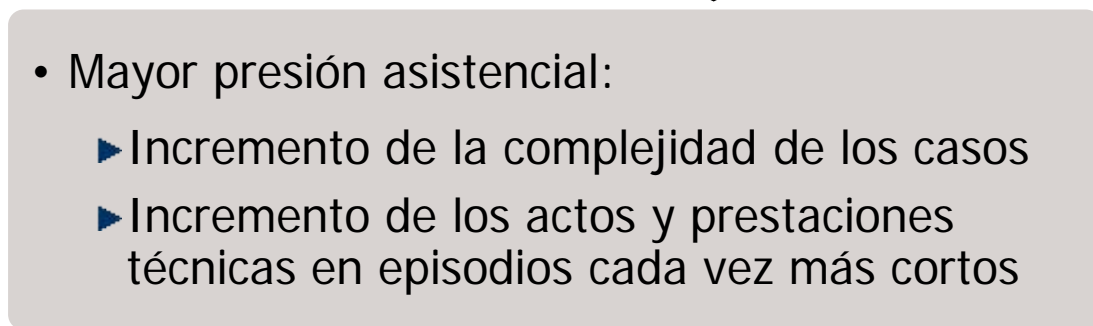 • Mayor presión asistencial:
►Incremento de la complejidad de los casos
►Incremento de los actos y prestaciones
técnicas en episodios cada vez más cortos